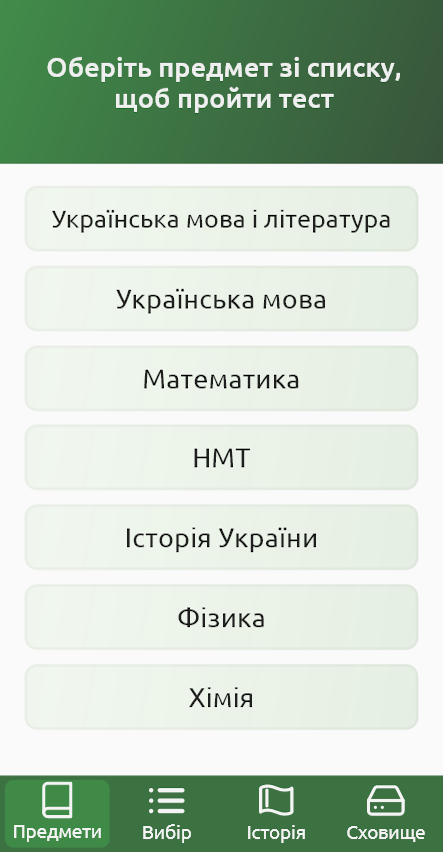 Оберіть предмет зі списку,
щоб пройти тест
Українська мова і література
Українська мова
Математика
НМТ
Історія України
Фізика
Хімія
Предмети
Вибір
Історія
Сховище